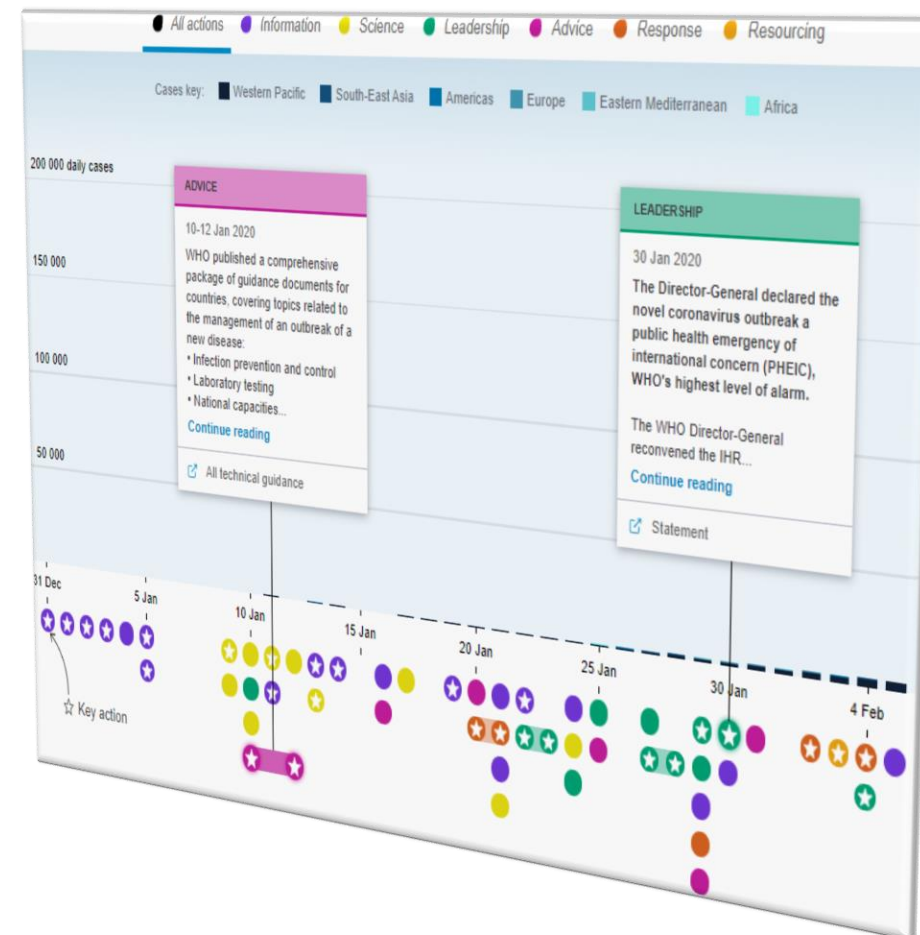 All actions Information Science Leadership Advice Response Resourcing
Cases key: Western Pacific South-East Asia Americas Europe Eastern Mediterranean Africa
200 000 daily cases
150 000
100 000
50 000
ADVICE
10-12 Jan 2020
WHO published a comprehensive
package of guidance documents for
countries, covering topics related to
the management of an outbreak of a
new disease:
• Infection prevention and control
• Laboratory testing
• National capacities...
Continue reading
All technical guidance
LEADERSHIP
30 Jan 2020
The Director-General declared the
novel coronavirus outbreak a
public health emergency of
international concern (PHEIC),
WHO's highest level of alarm.
The WHO Director-General
reconvened the IHR...
Continue reading
Statement
31 Dec 5 Jan 10 Jan 15 Jan 20 Jan 25 Jan 30 Jan 4 Feb
Key action